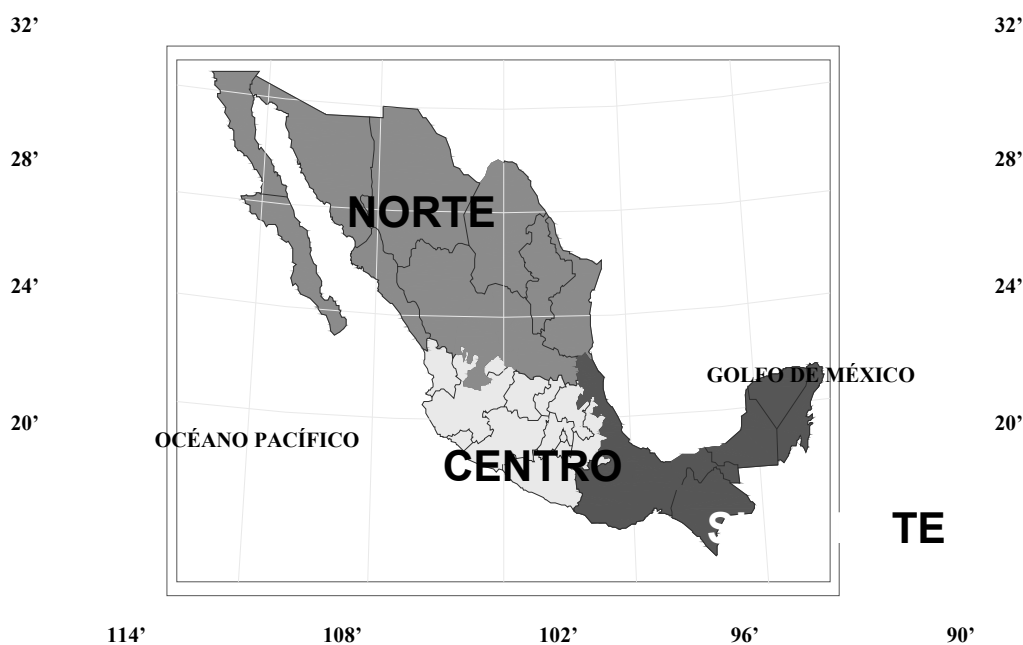 32’ 32’
28’ 28’
NORTE
24’ 24’
GOLFO DE MÉXICO
20’ 20’
OCÉANO PACÍFICO
CENTRO
S TE
114’ 108’ 102’ 96’ 90’